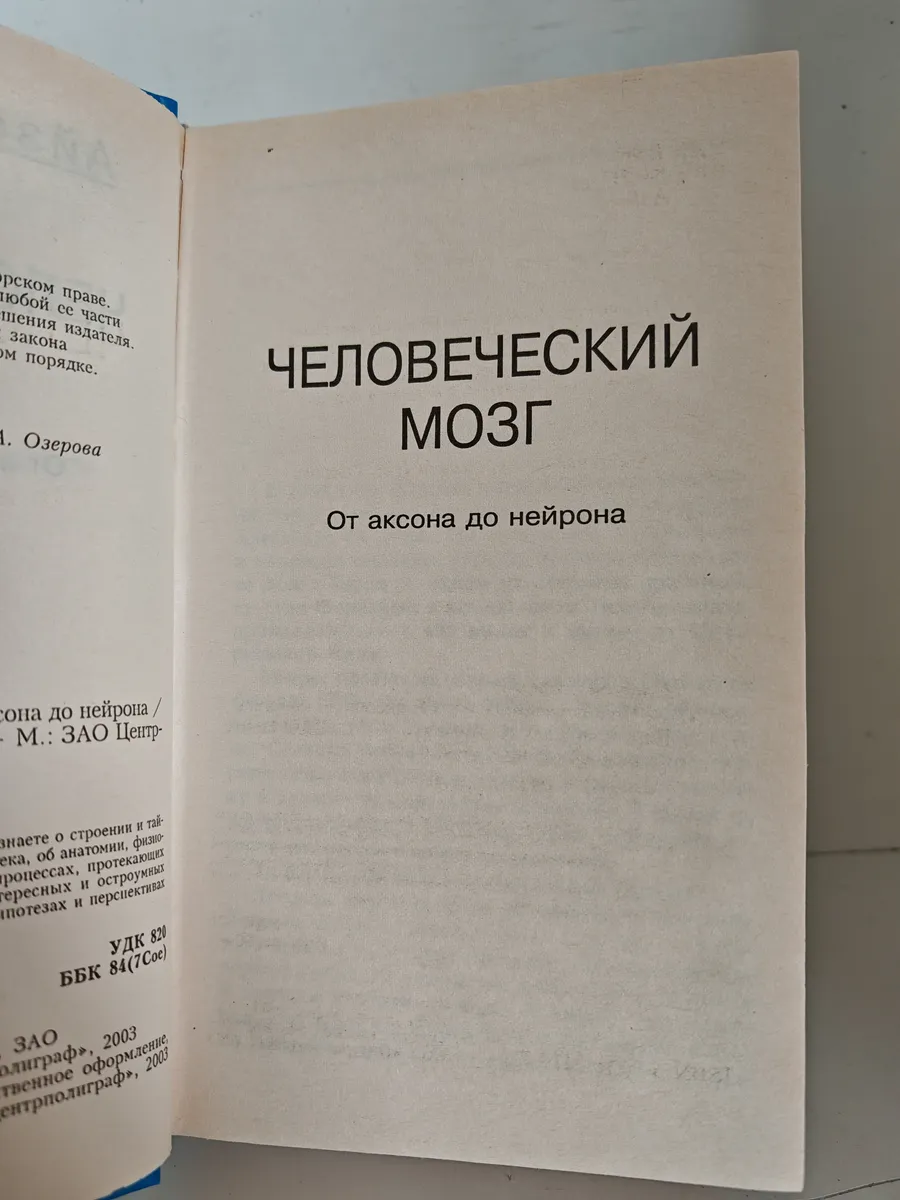 орском праве.
любой ее части
шения издателя.
закона
ом порядке.
Озерова
сона до нейрона /
М.: ЗАО Центр-
знаете о строении и тай-
ека, об анатомии, физио-
процессах, протекающих
тересных и остроумных
ипотезах и перспективах
УДК 820
ББК 84(7Сое)
ЗАО
полиграф», 2003
твенное оформление,
ентрполиграф», 2003
ЧЕЛОВЕЧЕСКИЙ
МОЗГ
От аксона до нейрона